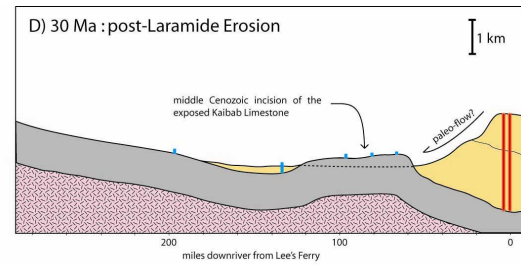 D) 30 Ma : post-Laramide Erosion
1 km
middle Cenozoic incision of the
exposed Kaibab Limestone
paleo-flow?
200
100
0
miles downriver from Lee's Ferry